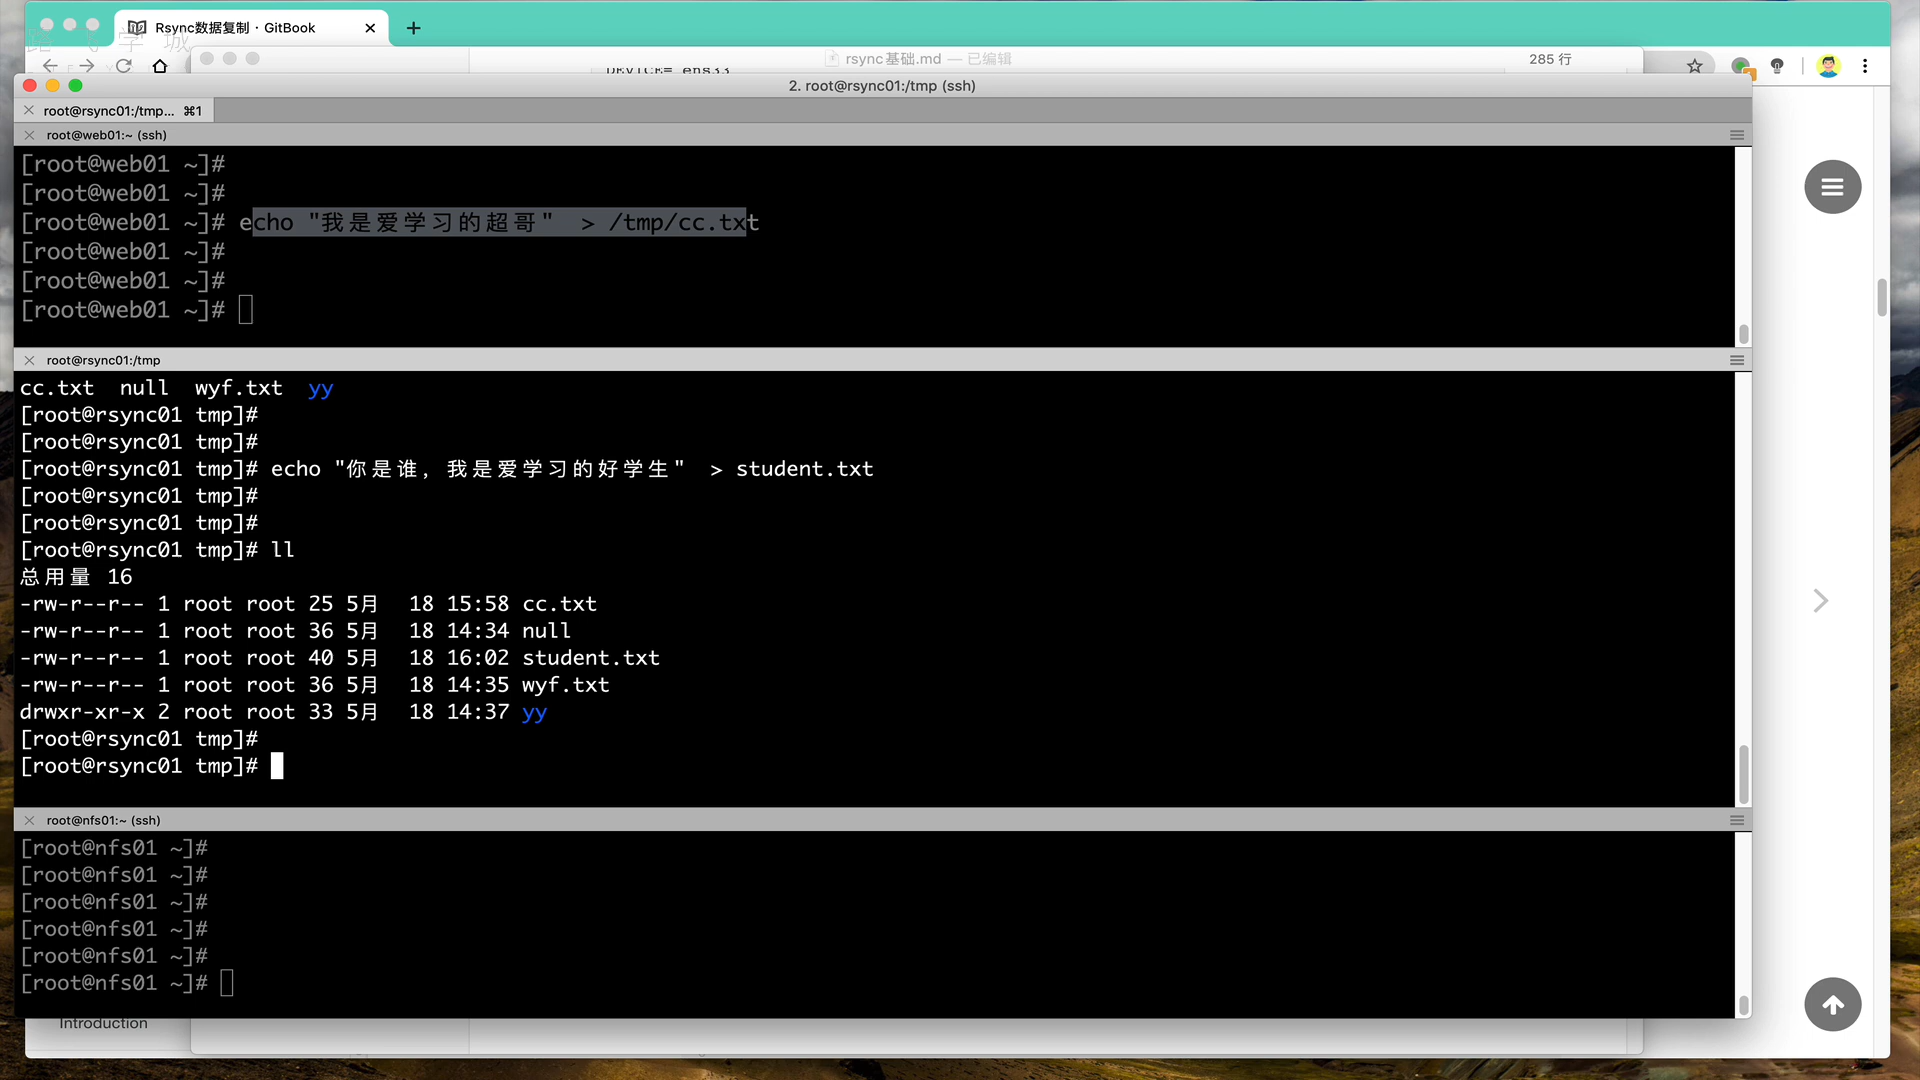 Rsync数据复制 · GitBook
rsync基础.md — 已编辑
285 行
DEVICE= ens33
2. root@rsync01:/tmp (ssh)
root@rsync01:/tmp... ⌘1
root@web01:~ (ssh)
[root@web01 ~]#
[root@web01 ~]#
[root@web01 ~]# echo "我是爱学习的超哥"  > /tmp/cc.txt
[root@web01 ~]#
[root@web01 ~]#
[root@web01 ~]#
root@rsync01:/tmp
cc.txt  null  wyf.txt  yy
[root@rsync01 tmp]#
[root@rsync01 tmp]#
[root@rsync01 tmp]# echo "你是谁, 我是爱学习的好学生"  > student.txt
[root@rsync01 tmp]#
[root@rsync01 tmp]#
[root@rsync01 tmp]# ll
总用量 16
-rw-r--r-- 1 root root 25 5月  18 15:58 cc.txt
-rw-r--r-- 1 root root 36 5月  18 14:34 null
-rw-r--r-- 1 root root 40 5月  18 16:02 student.txt
-rw-r--r-- 1 root root 36 5月  18 14:35 wyf.txt
drwxr-xr-x 2 root root 33 5月  18 14:37 yy
[root@rsync01 tmp]#
[root@rsync01 tmp]#
root@nfs01:~ (ssh)
[root@nfs01 ~]#
[root@nfs01 ~]#
[root@nfs01 ~]#
[root@nfs01 ~]#
[root@nfs01 ~]#
[root@nfs01 ~]#
Introduction